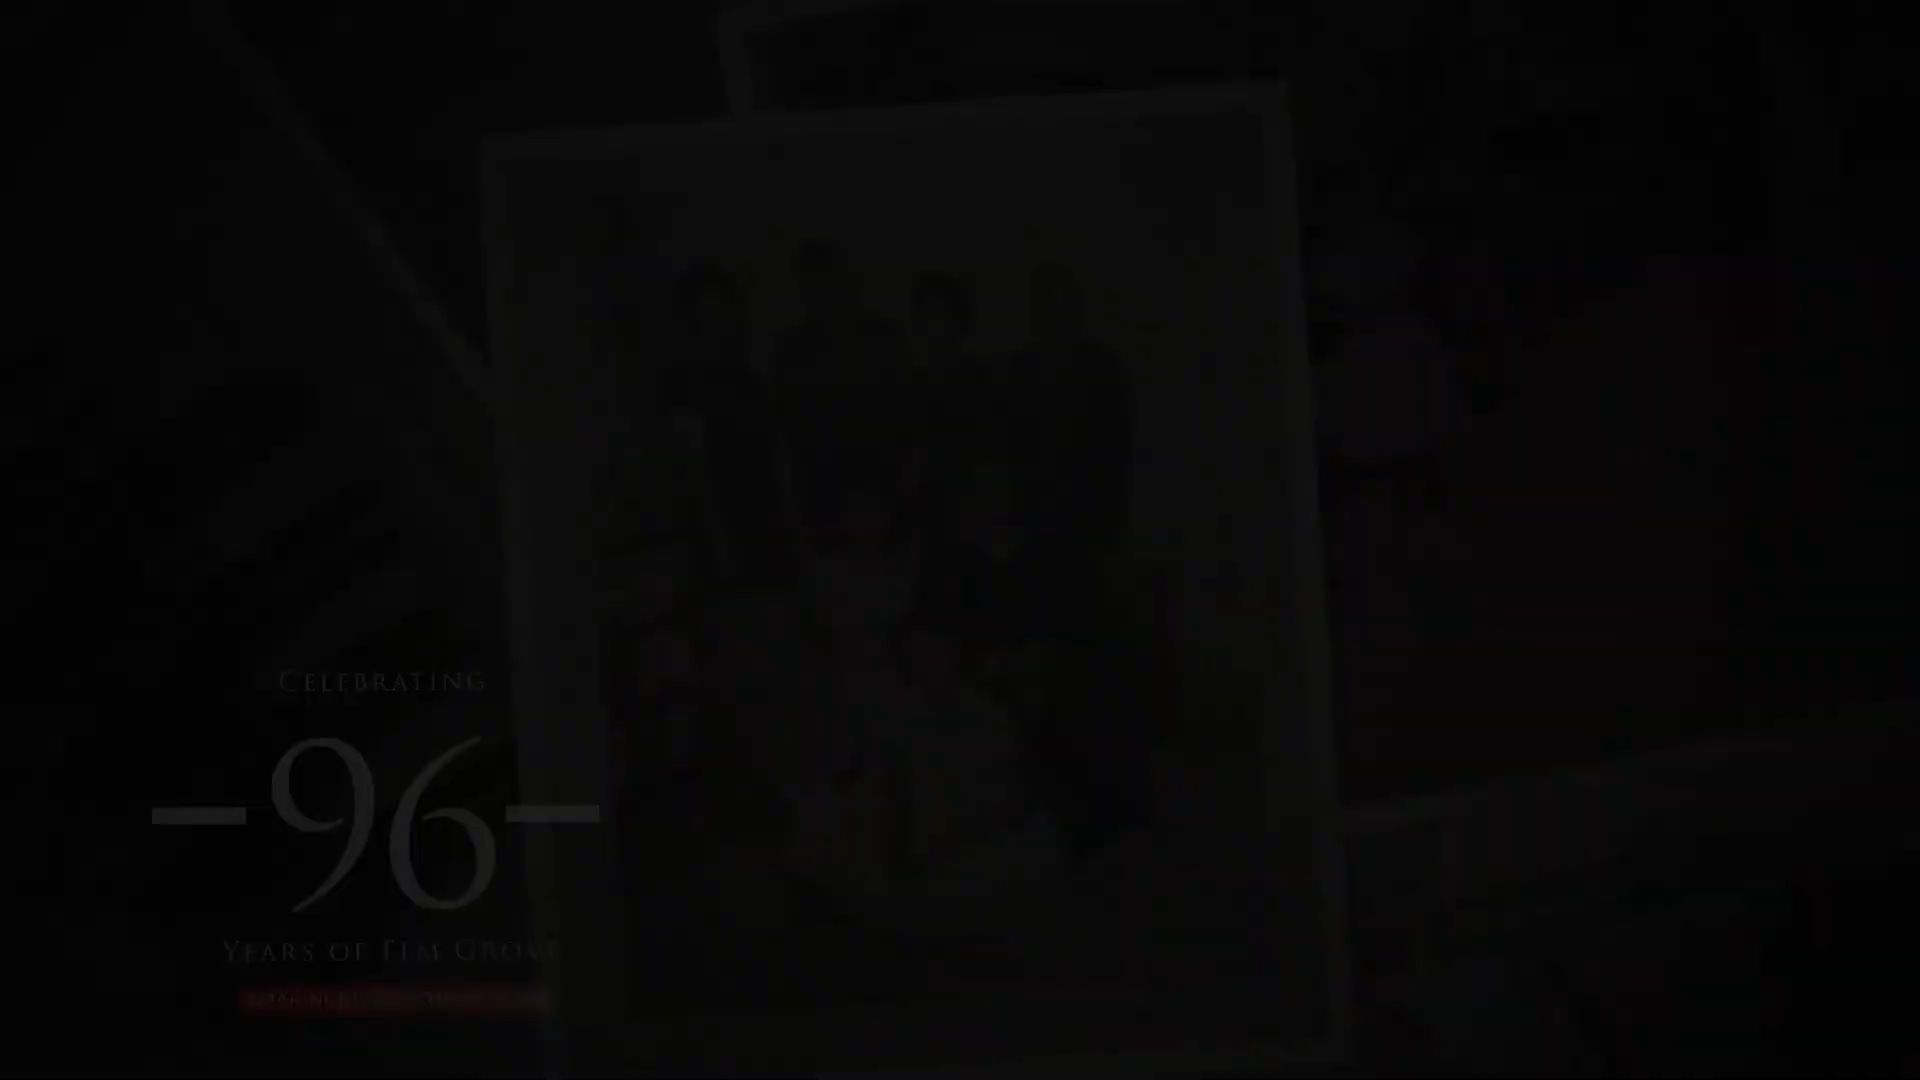 CELEBRATING
-96-
YEARS OF ELM GROVE